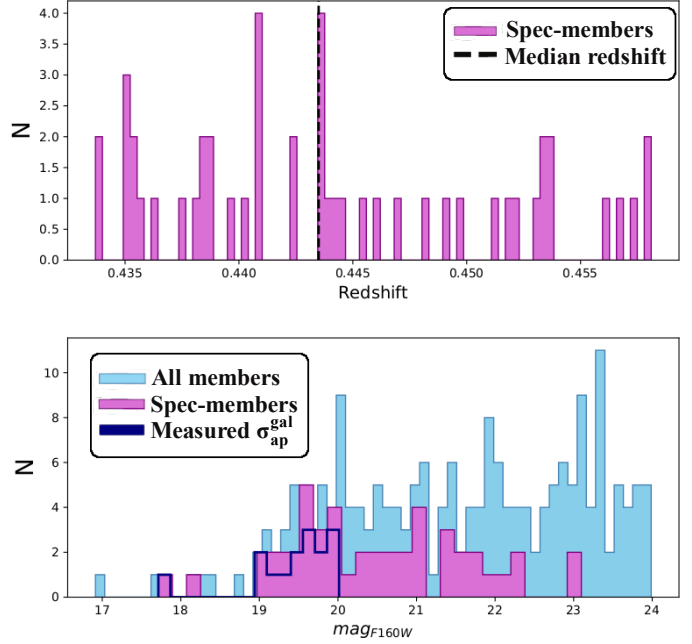 4.0
3.5
3.0
2.5
2.0
1.5
1.0
0.5
0.0
N
Spec-members
Median redshift
0.435 0.440 0.445 0.450 0.455
Redshift
10
8
6
4
2
0
N
All members
Spec-members
Measured σ_ap^gal
17 18 19 20 21 22 23 24
mag_F160W